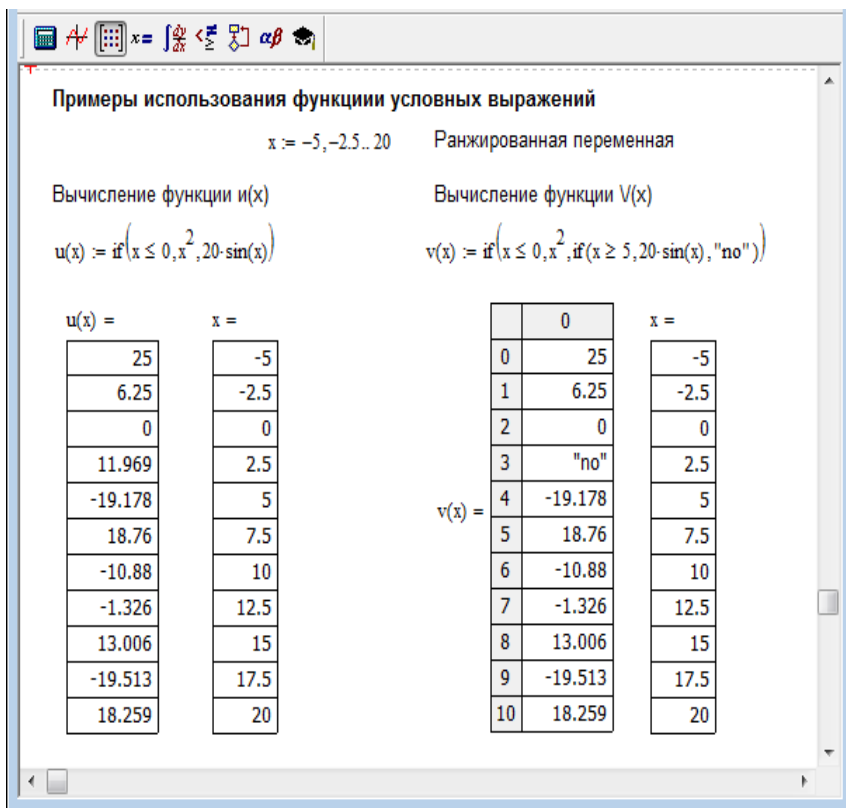 x= αβ
Примеры использования функциии условных выражений
x := −5,−2.5.. 20 Ранжированная переменная
Вычисление функции и(x) Вычисление функции V(x)
u(x) := if(x ≤ 0,x²,20·sin(x)) v(x) := if(x ≤ 0,x²,if(x ≥ 5,20·sin(x),"no"))
u(x) = x = 0 x =
25 -5 0 25 -5
6.25 -2.5 1 6.25 -2.5
0 0 2 0 0
11.969 2.5 3 "no" 2.5
-19.178 5 v(x) = 4 -19.178 5
18.76 7.5 5 18.76 7.5
-10.88 10 6 -10.88 10
-1.326 12.5 7 -1.326 12.5
13.006 15 8 13.006 15
-19.513 17.5 9 -19.513 17.5
18.259 20 10 18.259 20